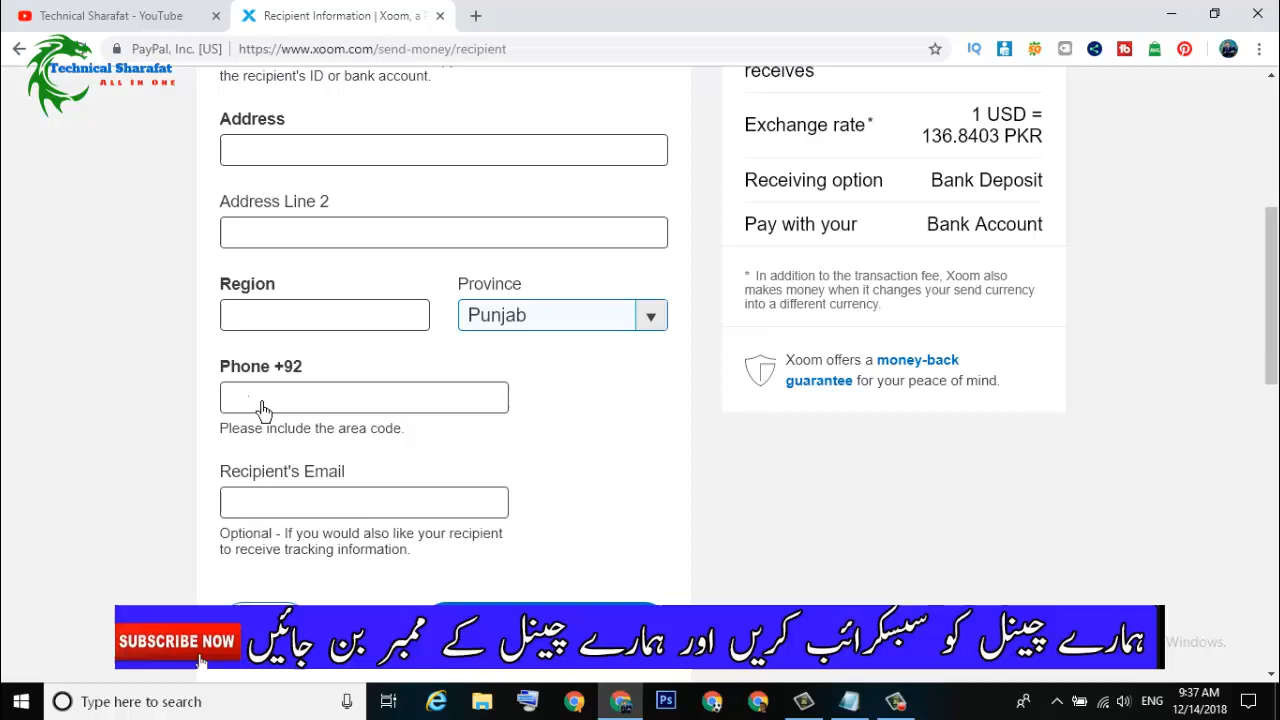 Technical Sharafat - YouTube
Recipient Information | Xoom, a
PayPal, Inc. [US]
https://www.xoom.com/send-money/recipient
Technical Sharafat
ALL IN ONE
the recipient's ID or bank account.
Address
Address Line 2
Region
Province
Punjab
Phone +92
Please include the area code.
Recipient's Email
Optional - If you would also like your recipient
to receive tracking information.
receives
Exchange rate*
1 USD =
136.8403 PKR
Receiving option
Bank Deposit
Pay with your
Bank Account
* In addition to the transaction fee, Xoom also
makes money when it changes your send currency
into a different currency.
Xoom offers a money-back
guarantee for your peace of mind.
SUBSCRIBE NOW
ہمارے چینل کو سبسکرائب کریں اور ہمارے چینل کے ممبر بن جائیں
Windows.
Type here to search
ENG
9:37 AM
12/14/2018